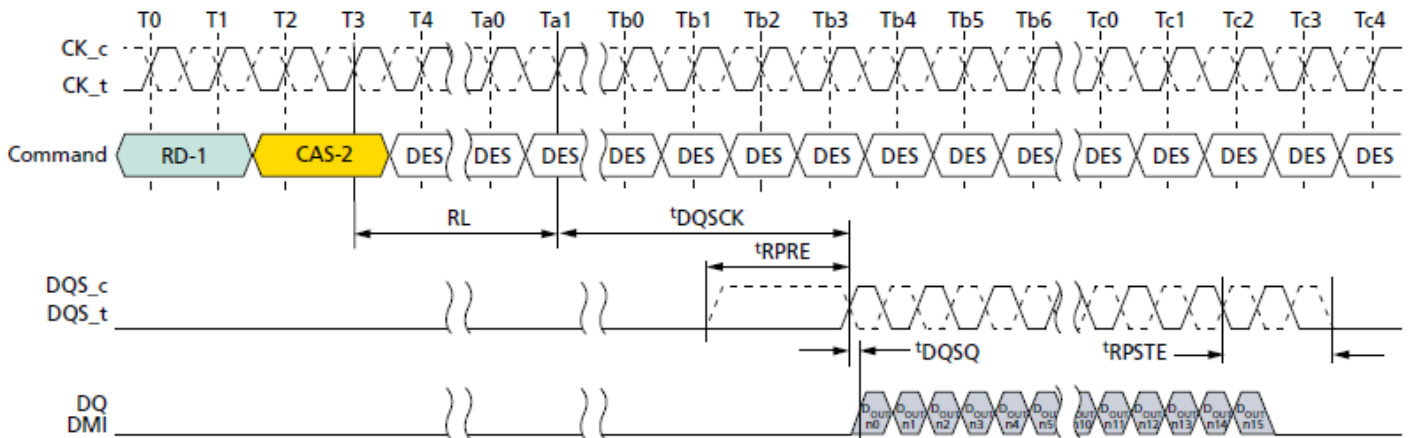 T0 T1 T2 T3 T4 Ta0 Ta1 Tb0 Tb1 Tb2 Tb3 Tb4 Tb5 Tb6 Tc0 Tc1 Tc2 Tc3 Tc4
CK_c
CK_t
Command RD-1 CAS-2 DES DES DES DES DES DES DES DES DES DES DES DES DES DES DES
RL tDQSCK
tRPRE
DQS_c
DQS_t
tDQSQ tRPSTE
DQ
DMI
DOUT DOUT DOUT DOUT DOUT DOUT DOUT DOUT DOUT DOUT DOUT DOUT
n0 n1 n2 n3 n4 n5 n10 n11 n12 n13 n14 n15